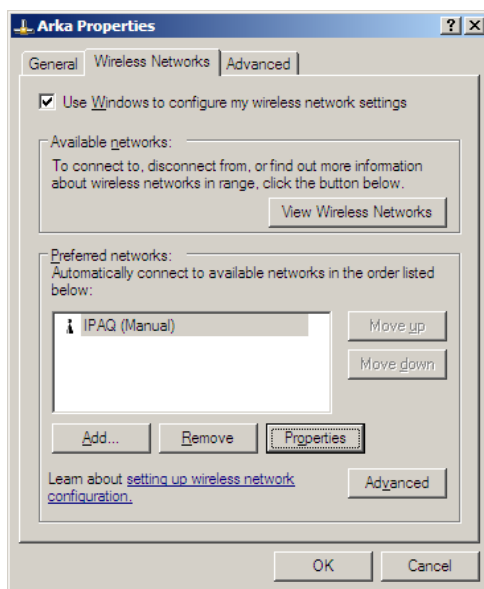 Arka Properties
General Wireless Networks Advanced
Use Windows to configure my wireless network settings
Available networks:
To connect to, disconnect from, or find out more information
about wireless networks in range, click the button below.
View Wireless Networks
Preferred networks:
Automatically connect to available networks in the order listed
below:
IPAQ (Manual)
Move up
Move down
Add... Remove Properties
Learn about setting up wireless network
configuration.
Advanced
OK Cancel